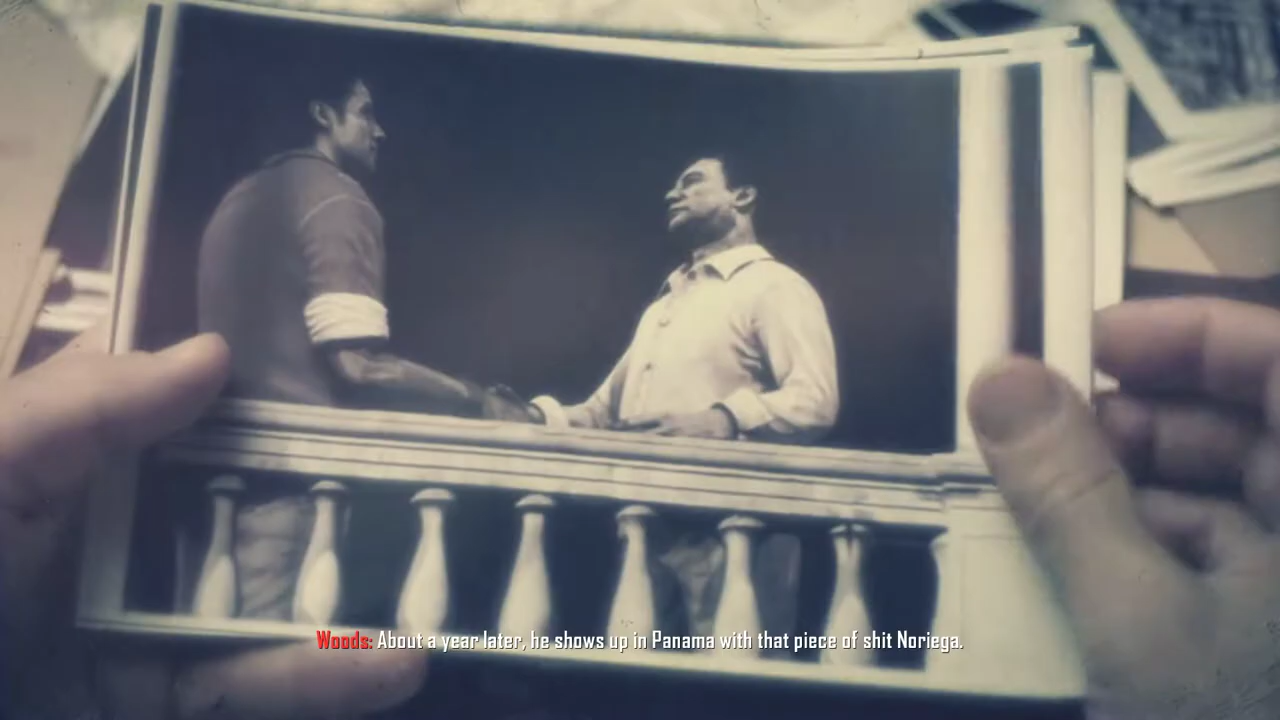 Woods: About a year later, he shows up in Panama with that piece of shit Noriega.